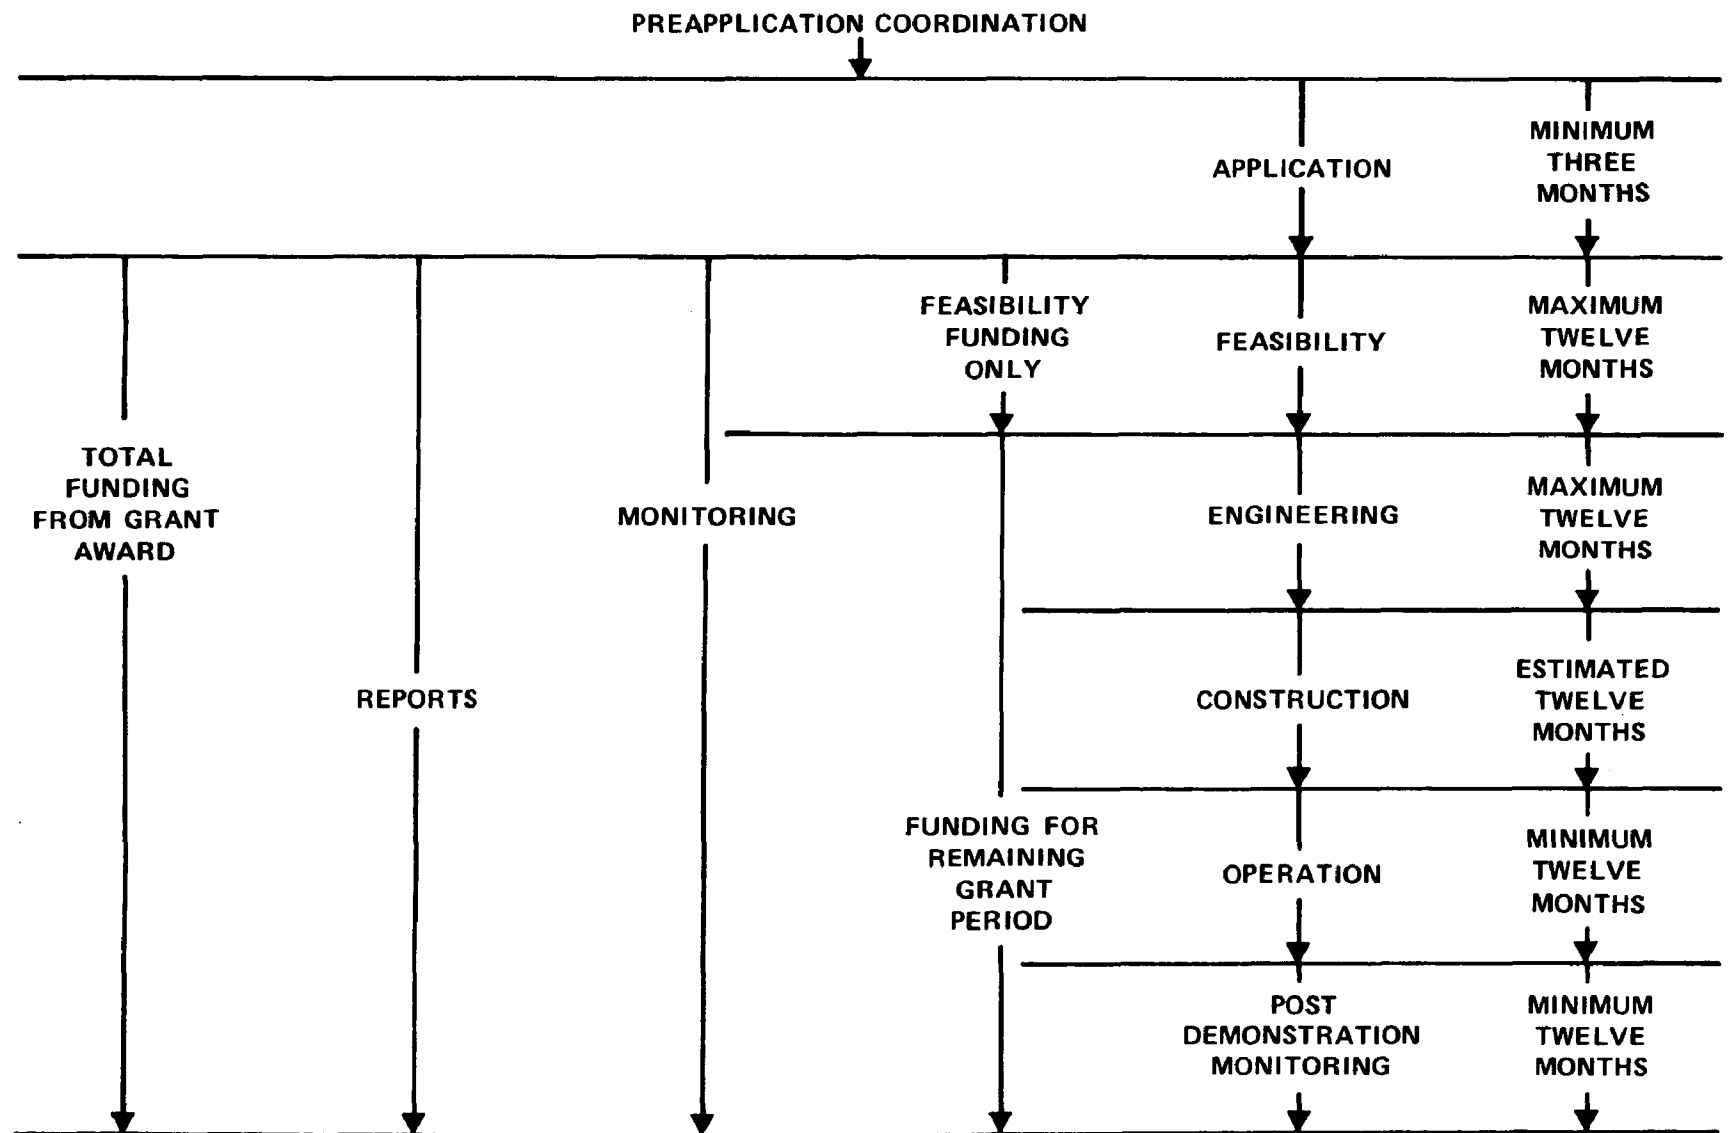 PREAPPLICATION COORDINATION
APPLICATION
MINIMUM
THREE
MONTHS
FEASIBILITY
FUNDING
ONLY
FEASIBILITY
MAXIMUM
TWELVE
MONTHS
TOTAL
FUNDING
FROM GRANT
AWARD
MONITORING
ENGINEERING
MAXIMUM
TWELVE
MONTHS
REPORTS
CONSTRUCTION
ESTIMATED
TWELVE
MONTHS
FUNDING FOR
REMAINING
GRANT
PERIOD
OPERATION
MINIMUM
TWELVE
MONTHS
POST
DEMONSTRATION
MONITORING
MINIMUM
TWELVE
MONTHS